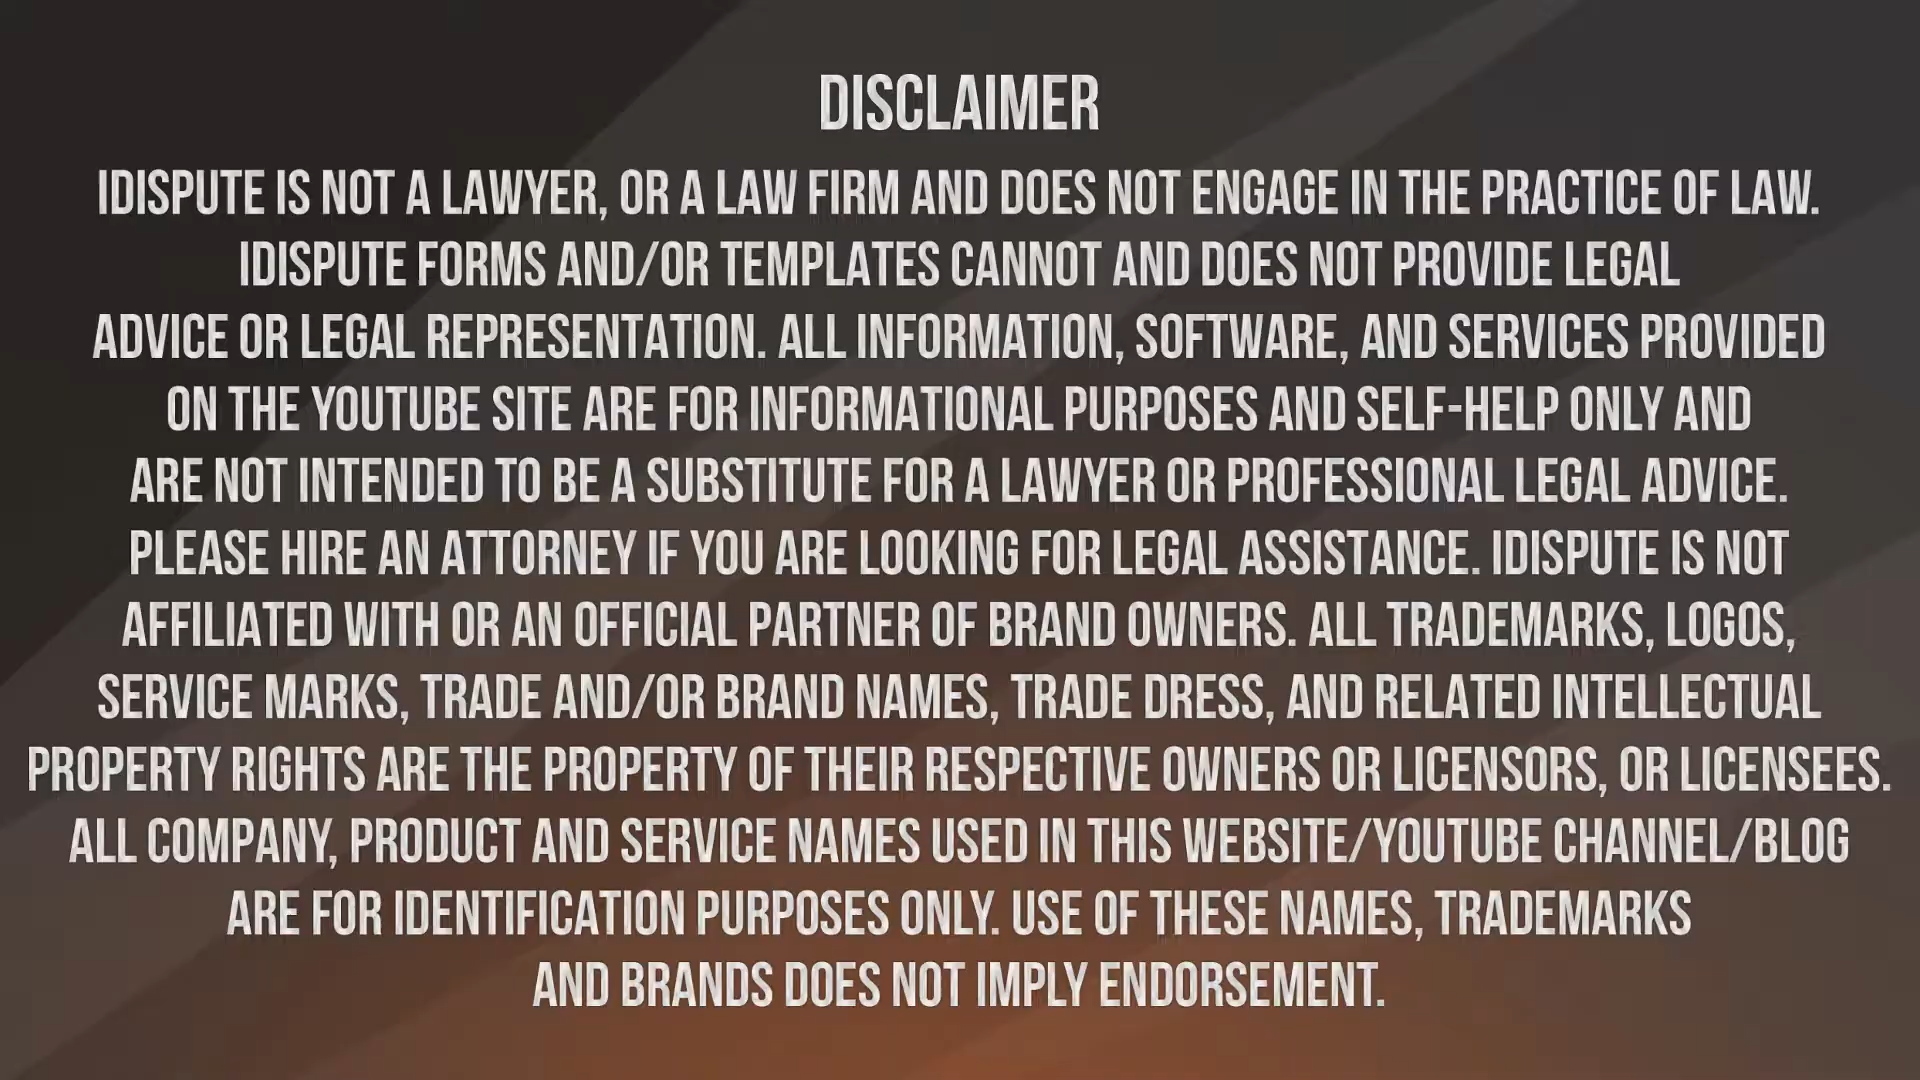 DISCLAIMER
IDISPUTE IS NOT A LAWYER, OR A LAW FIRM AND DOES NOT ENGAGE IN THE PRACTICE OF LAW.
IDISPUTE FORMS AND/OR TEMPLATES CANNOT AND DOES NOT PROVIDE LEGAL
ADVICE OR LEGAL REPRESENTATION. ALL INFORMATION, SOFTWARE, AND SERVICES PROVIDED
ON THE YOUTUBE SITE ARE FOR INFORMATIONAL PURPOSES AND SELF-HELP ONLY AND
ARE NOT INTENDED TO BE A SUBSTITUTE FOR A LAWYER OR PROFESSIONAL LEGAL ADVICE.
PLEASE HIRE AN ATTORNEY IF YOU ARE LOOKING FOR LEGAL ASSISTANCE. IDISPUTE IS NOT
AFFILIATED WITH OR AN OFFICIAL PARTNER OF BRAND OWNERS. ALL TRADEMARKS, LOGOS,
SERVICE MARKS, TRADE AND/OR BRAND NAMES, TRADE DRESS, AND RELATED INTELLECTUAL
PROPERTY RIGHTS ARE THE PROPERTY OF THEIR RESPECTIVE OWNERS OR LICENSORS, OR LICENSEES.
ALL COMPANY, PRODUCT AND SERVICE NAMES USED IN THIS WEBSITE/YOUTUBE CHANNEL/BLOG
ARE FOR IDENTIFICATION PURPOSES ONLY. USE OF THESE NAMES, TRADEMARKS
AND BRANDS DOES NOT IMPLY ENDORSEMENT.